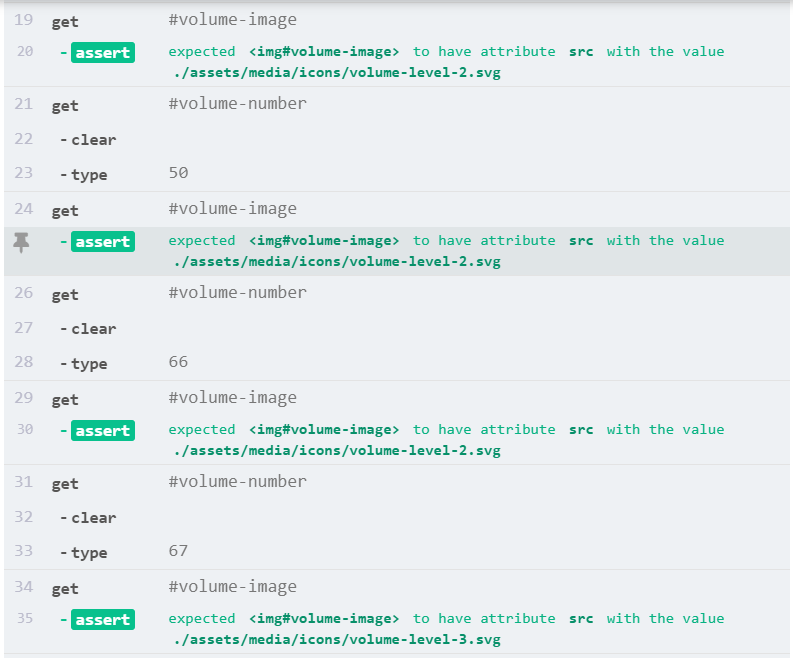 19 get #volume-image
20 -assert expected <img#volume-image> to have attribute src with the value
./assets/media/icons/volume-level-2.svg
21 get #volume-number
22 -clear
23 -type 50
24 get #volume-image
-assert expected <img#volume-image> to have attribute src with the value
./assets/media/icons/volume-level-2.svg
26 get #volume-number
27 -clear
28 -type 66
29 get #volume-image
30 -assert expected <img#volume-image> to have attribute src with the value
./assets/media/icons/volume-level-2.svg
31 get #volume-number
32 -clear
33 -type 67
34 get #volume-image
35 -assert expected <img#volume-image> to have attribute src with the value
./assets/media/icons/volume-level-3.svg